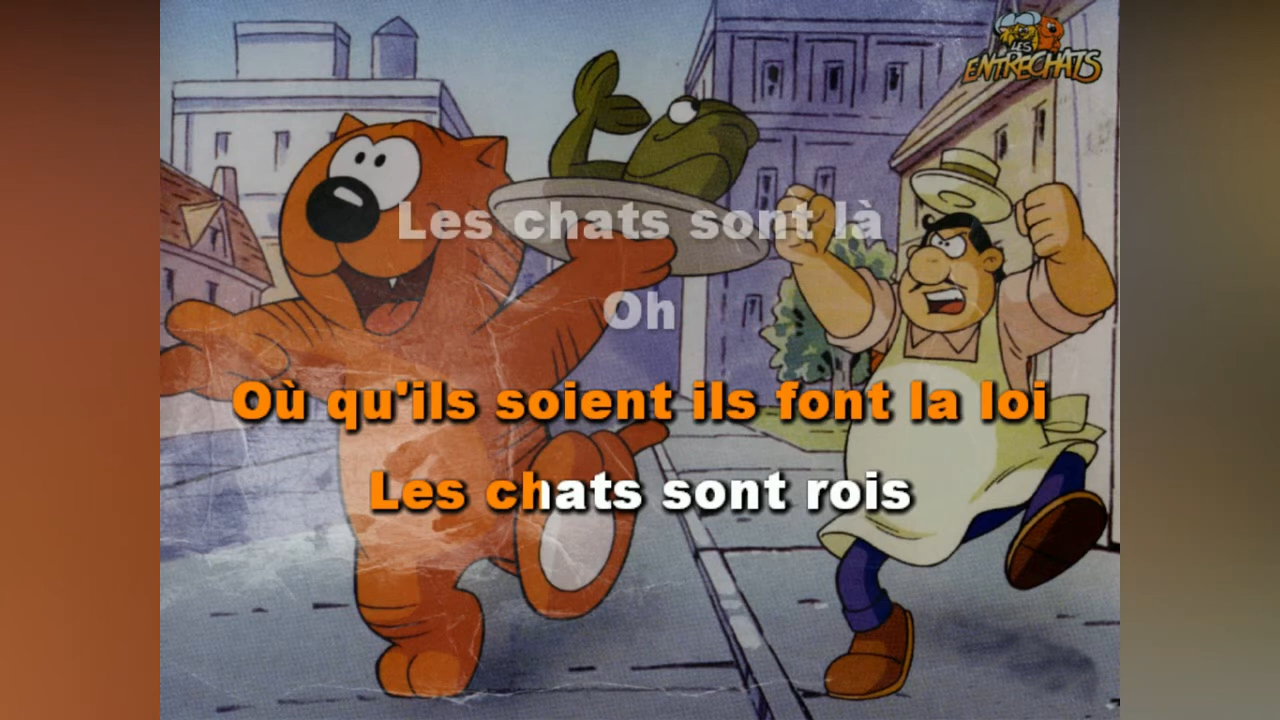 LES
ENTRECHATS
Les chats sont là
Oh
Où qu'ils soient ils font la loi
Les chats sont rois